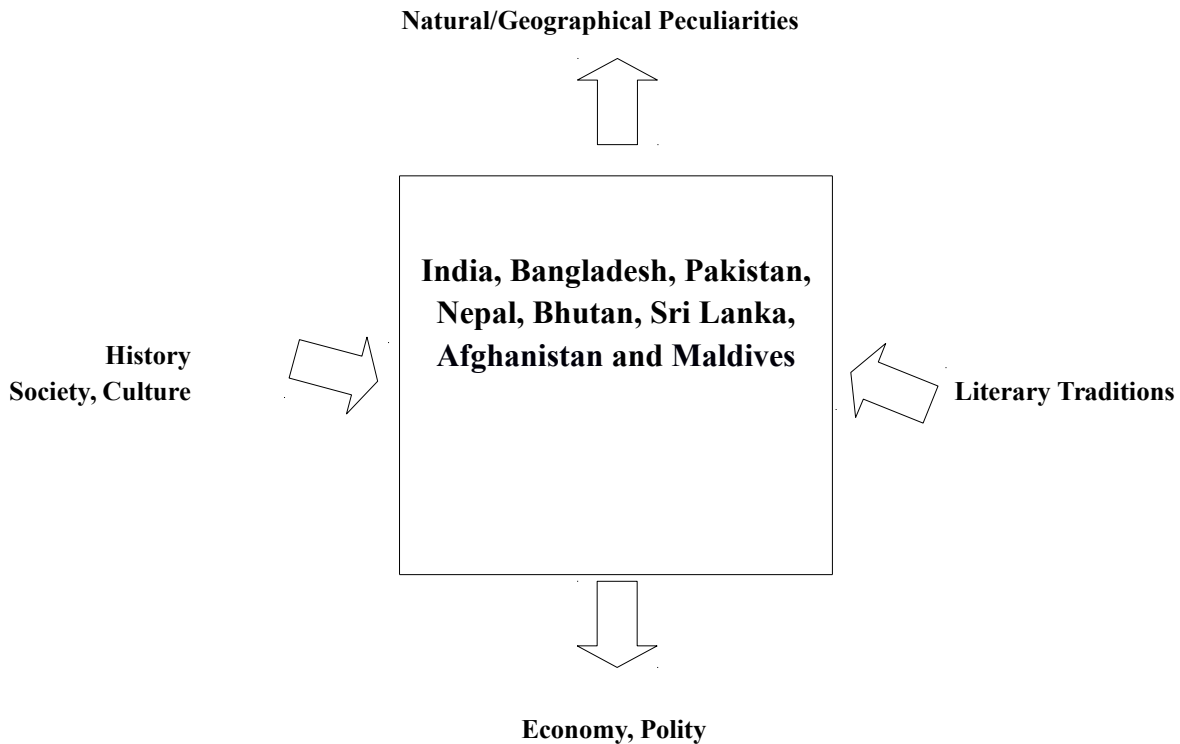 Natural/Geographical Peculiarities
India, Bangladesh, Pakistan,
Nepal, Bhutan, Sri Lanka,
Afghanistan and Maldives
History
Society, Culture
Literary Traditions
Economy, Polity